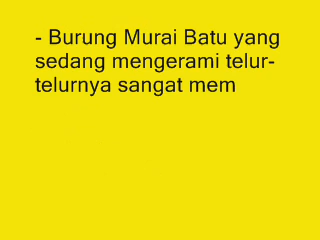 - Burung Murai Batu yang
sedang mengerami telur-
telurnya sangat mem